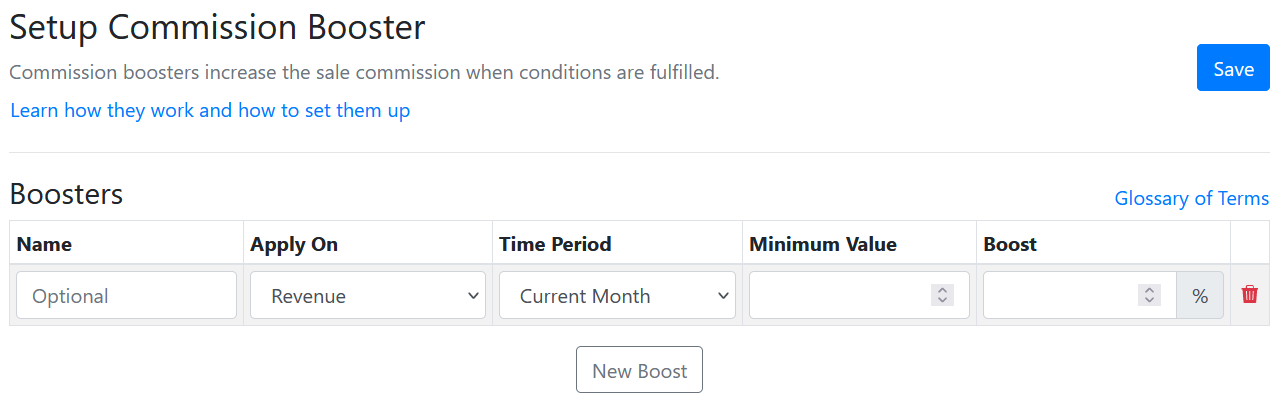 Setup Commission Booster
Commission boosters increase the sale commission when conditions are fulfilled.
Save
Learn how they work and how to set them up
Boosters
Glossary of Terms
Name Apply On Time Period Minimum Value Boost
Optional Revenue Current Month %
New Boost